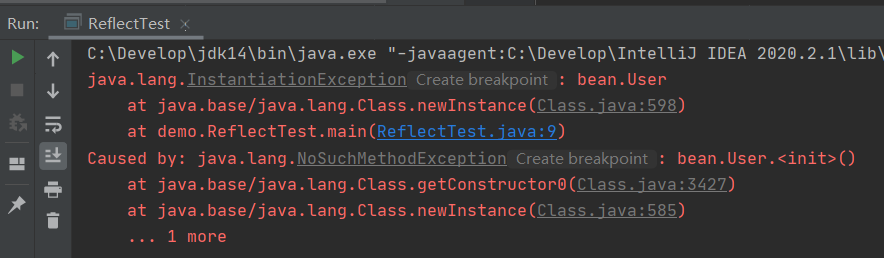 Run: ReflectTest ×
C:\Develop\jdk14\bin\java.exe "-javaagent:C:\Develop\IntelliJ IDEA 2020.2.1\lib\
java.lang.InstantiationException Create breakpoint : bean.User
at java.base/java.lang.Class.newInstance(Class.java:598)
at demo.ReflectTest.main(ReflectTest.java:9)
Caused by: java.lang.NoSuchMethodException Create breakpoint : bean.User.<init>()
at java.base/java.lang.Class.getConstructor0(Class.java:3427)
at java.base/java.lang.Class.newInstance(Class.java:585)
... 1 more